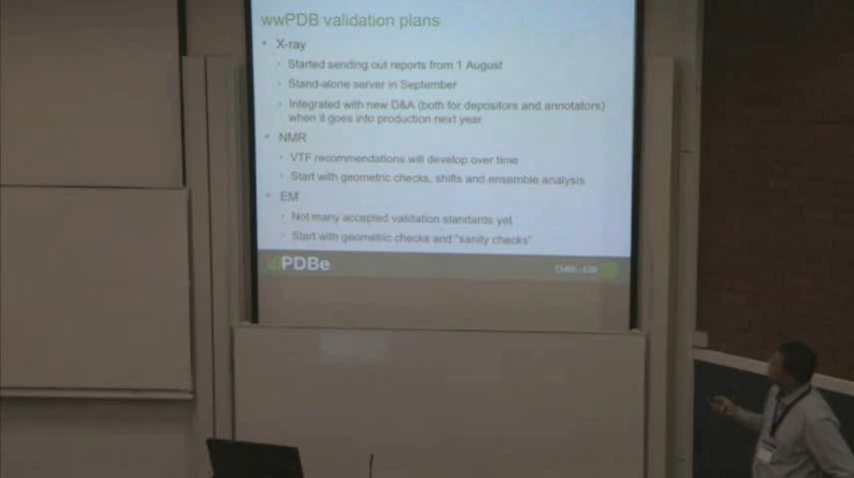 wwPDB validation plans
• X-ray
• Started sending out reports from 1 August
• Stand-alone server in September
• Integrated with new D&A (both for depositors and annotators)
when it goes into production next year
• NMR
• VTF recommendations will develop over time
• Start with geometric checks, shifts and ensemble analysis
• EM
• Not many accepted validation standards yet
• Start with geometric checks and "sanity checks"
PDBe
EMBL-EBI